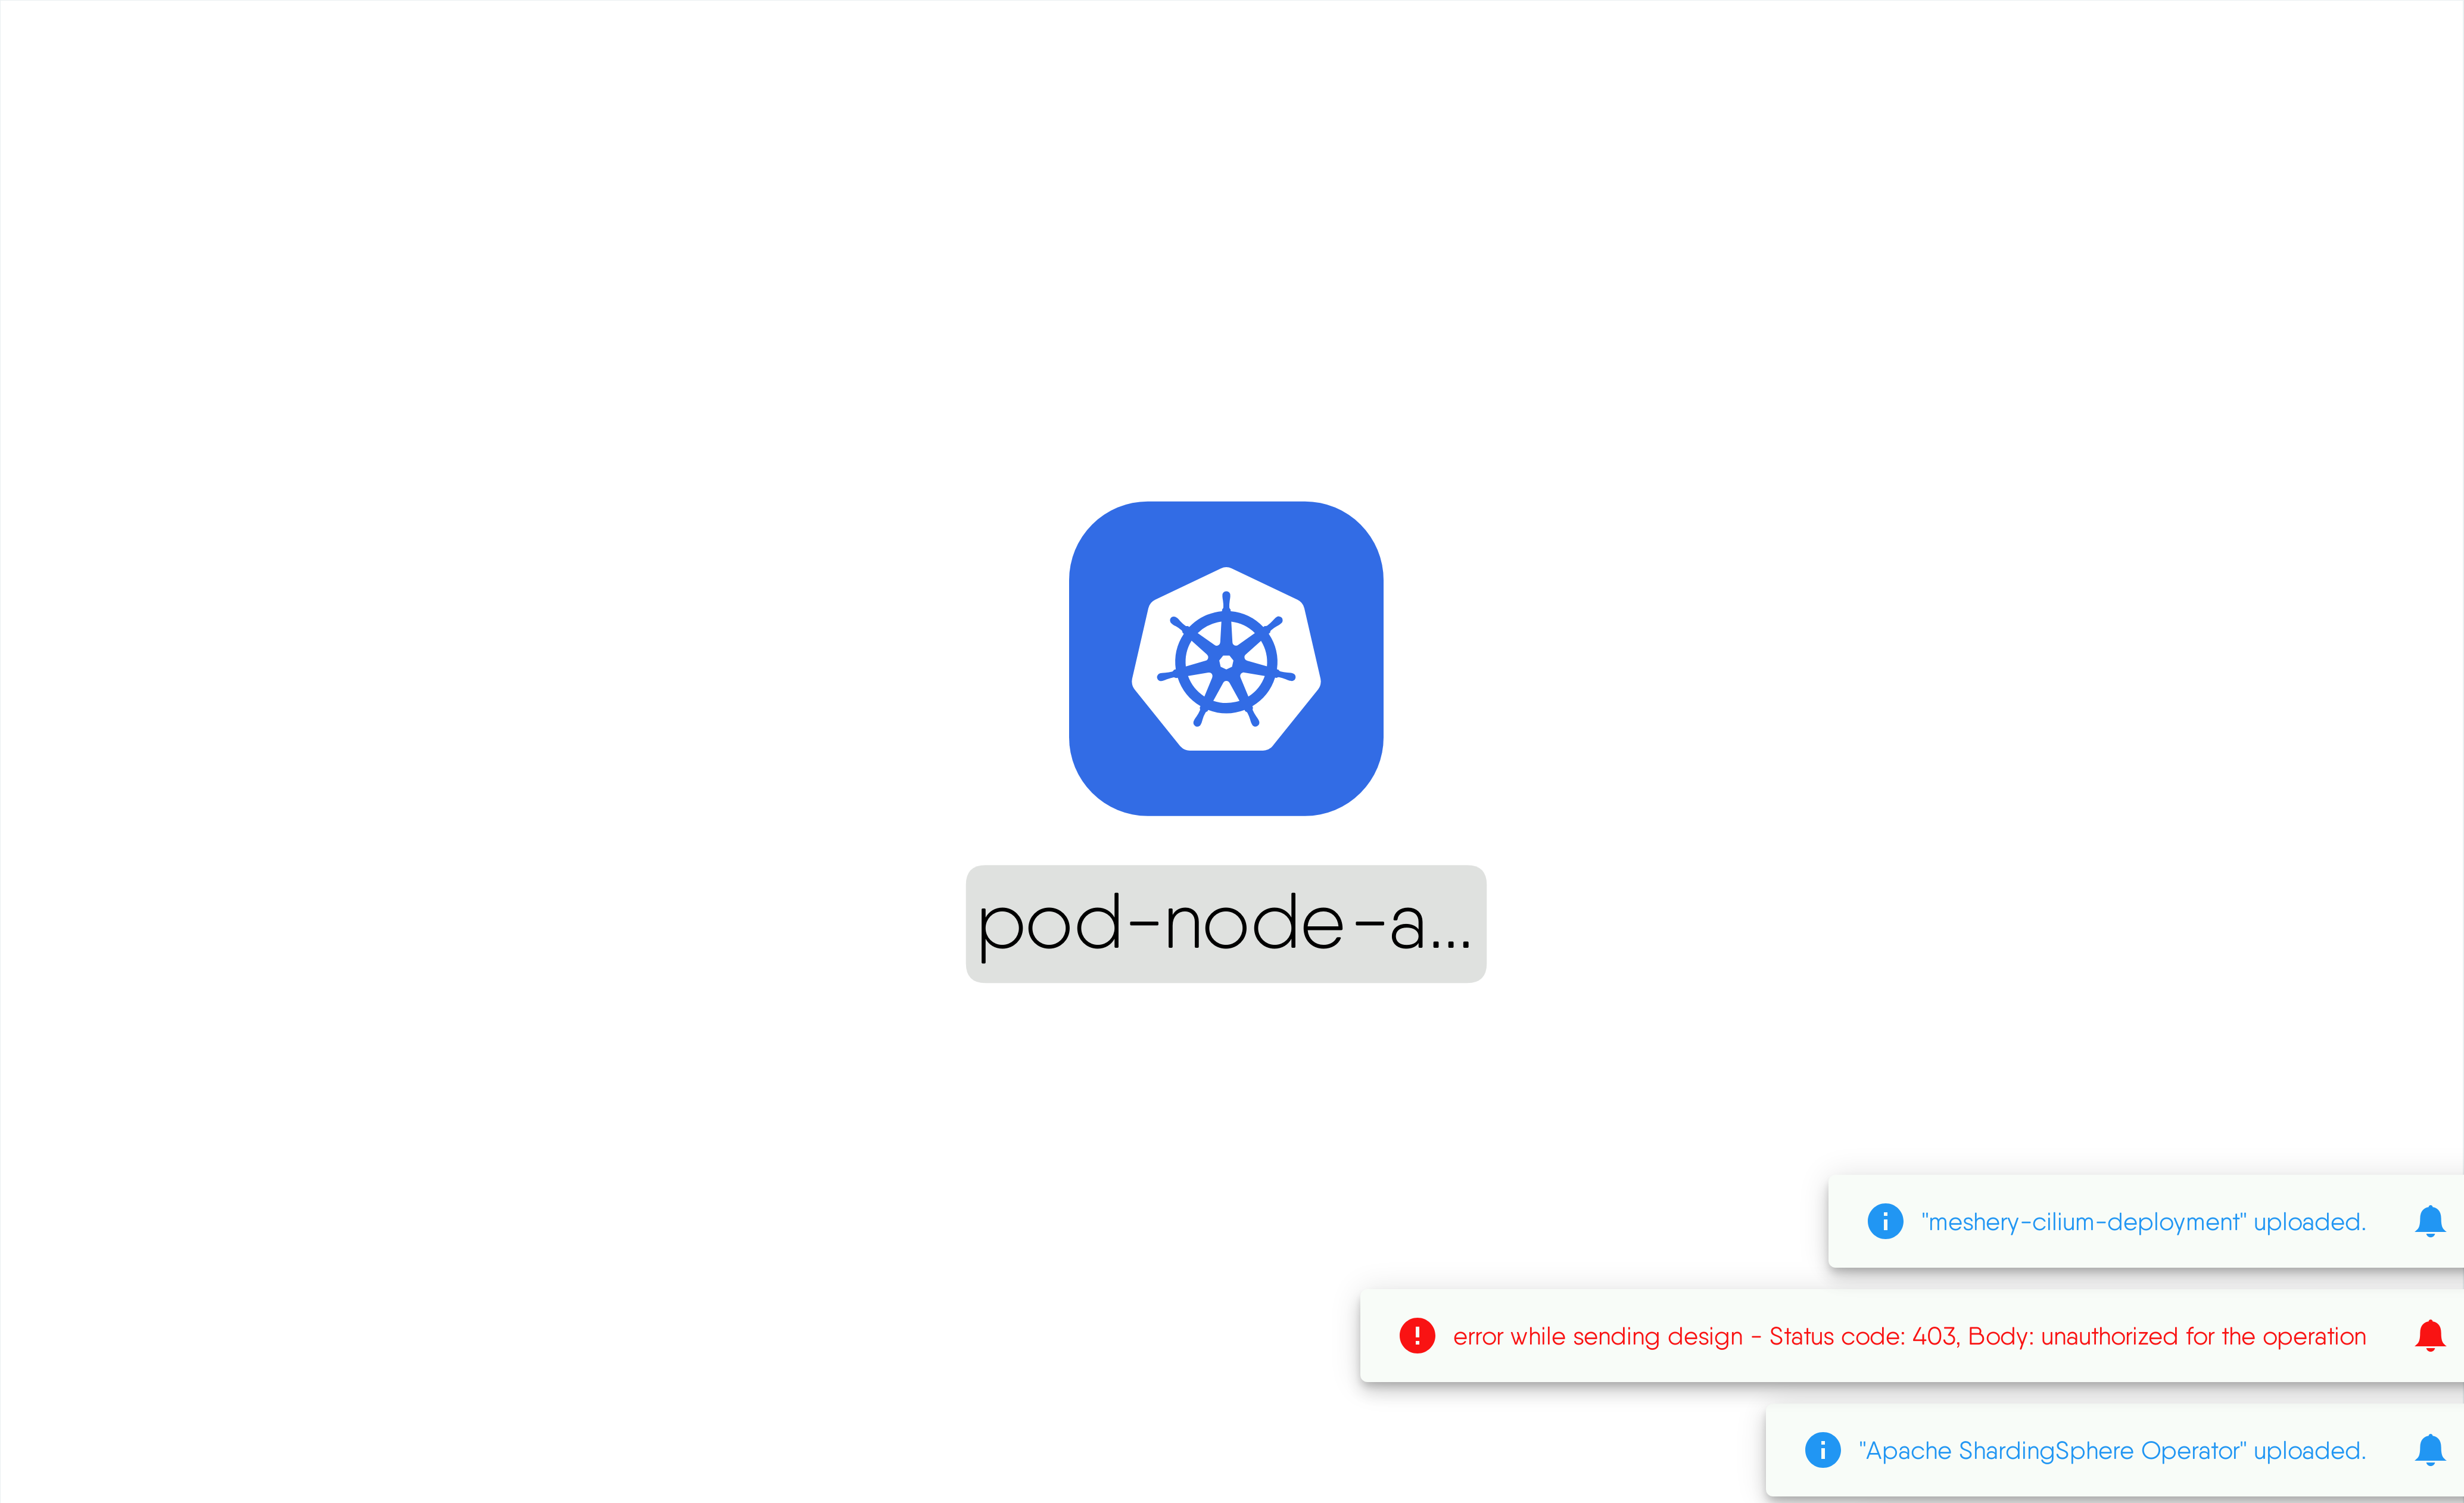 pod-node-a...
"meshery-cilium-deployment" uploaded.
error while sending design - Status code: 403, Body: unauthorized for the operation
"Apache ShardingSphere Operator" uploaded.